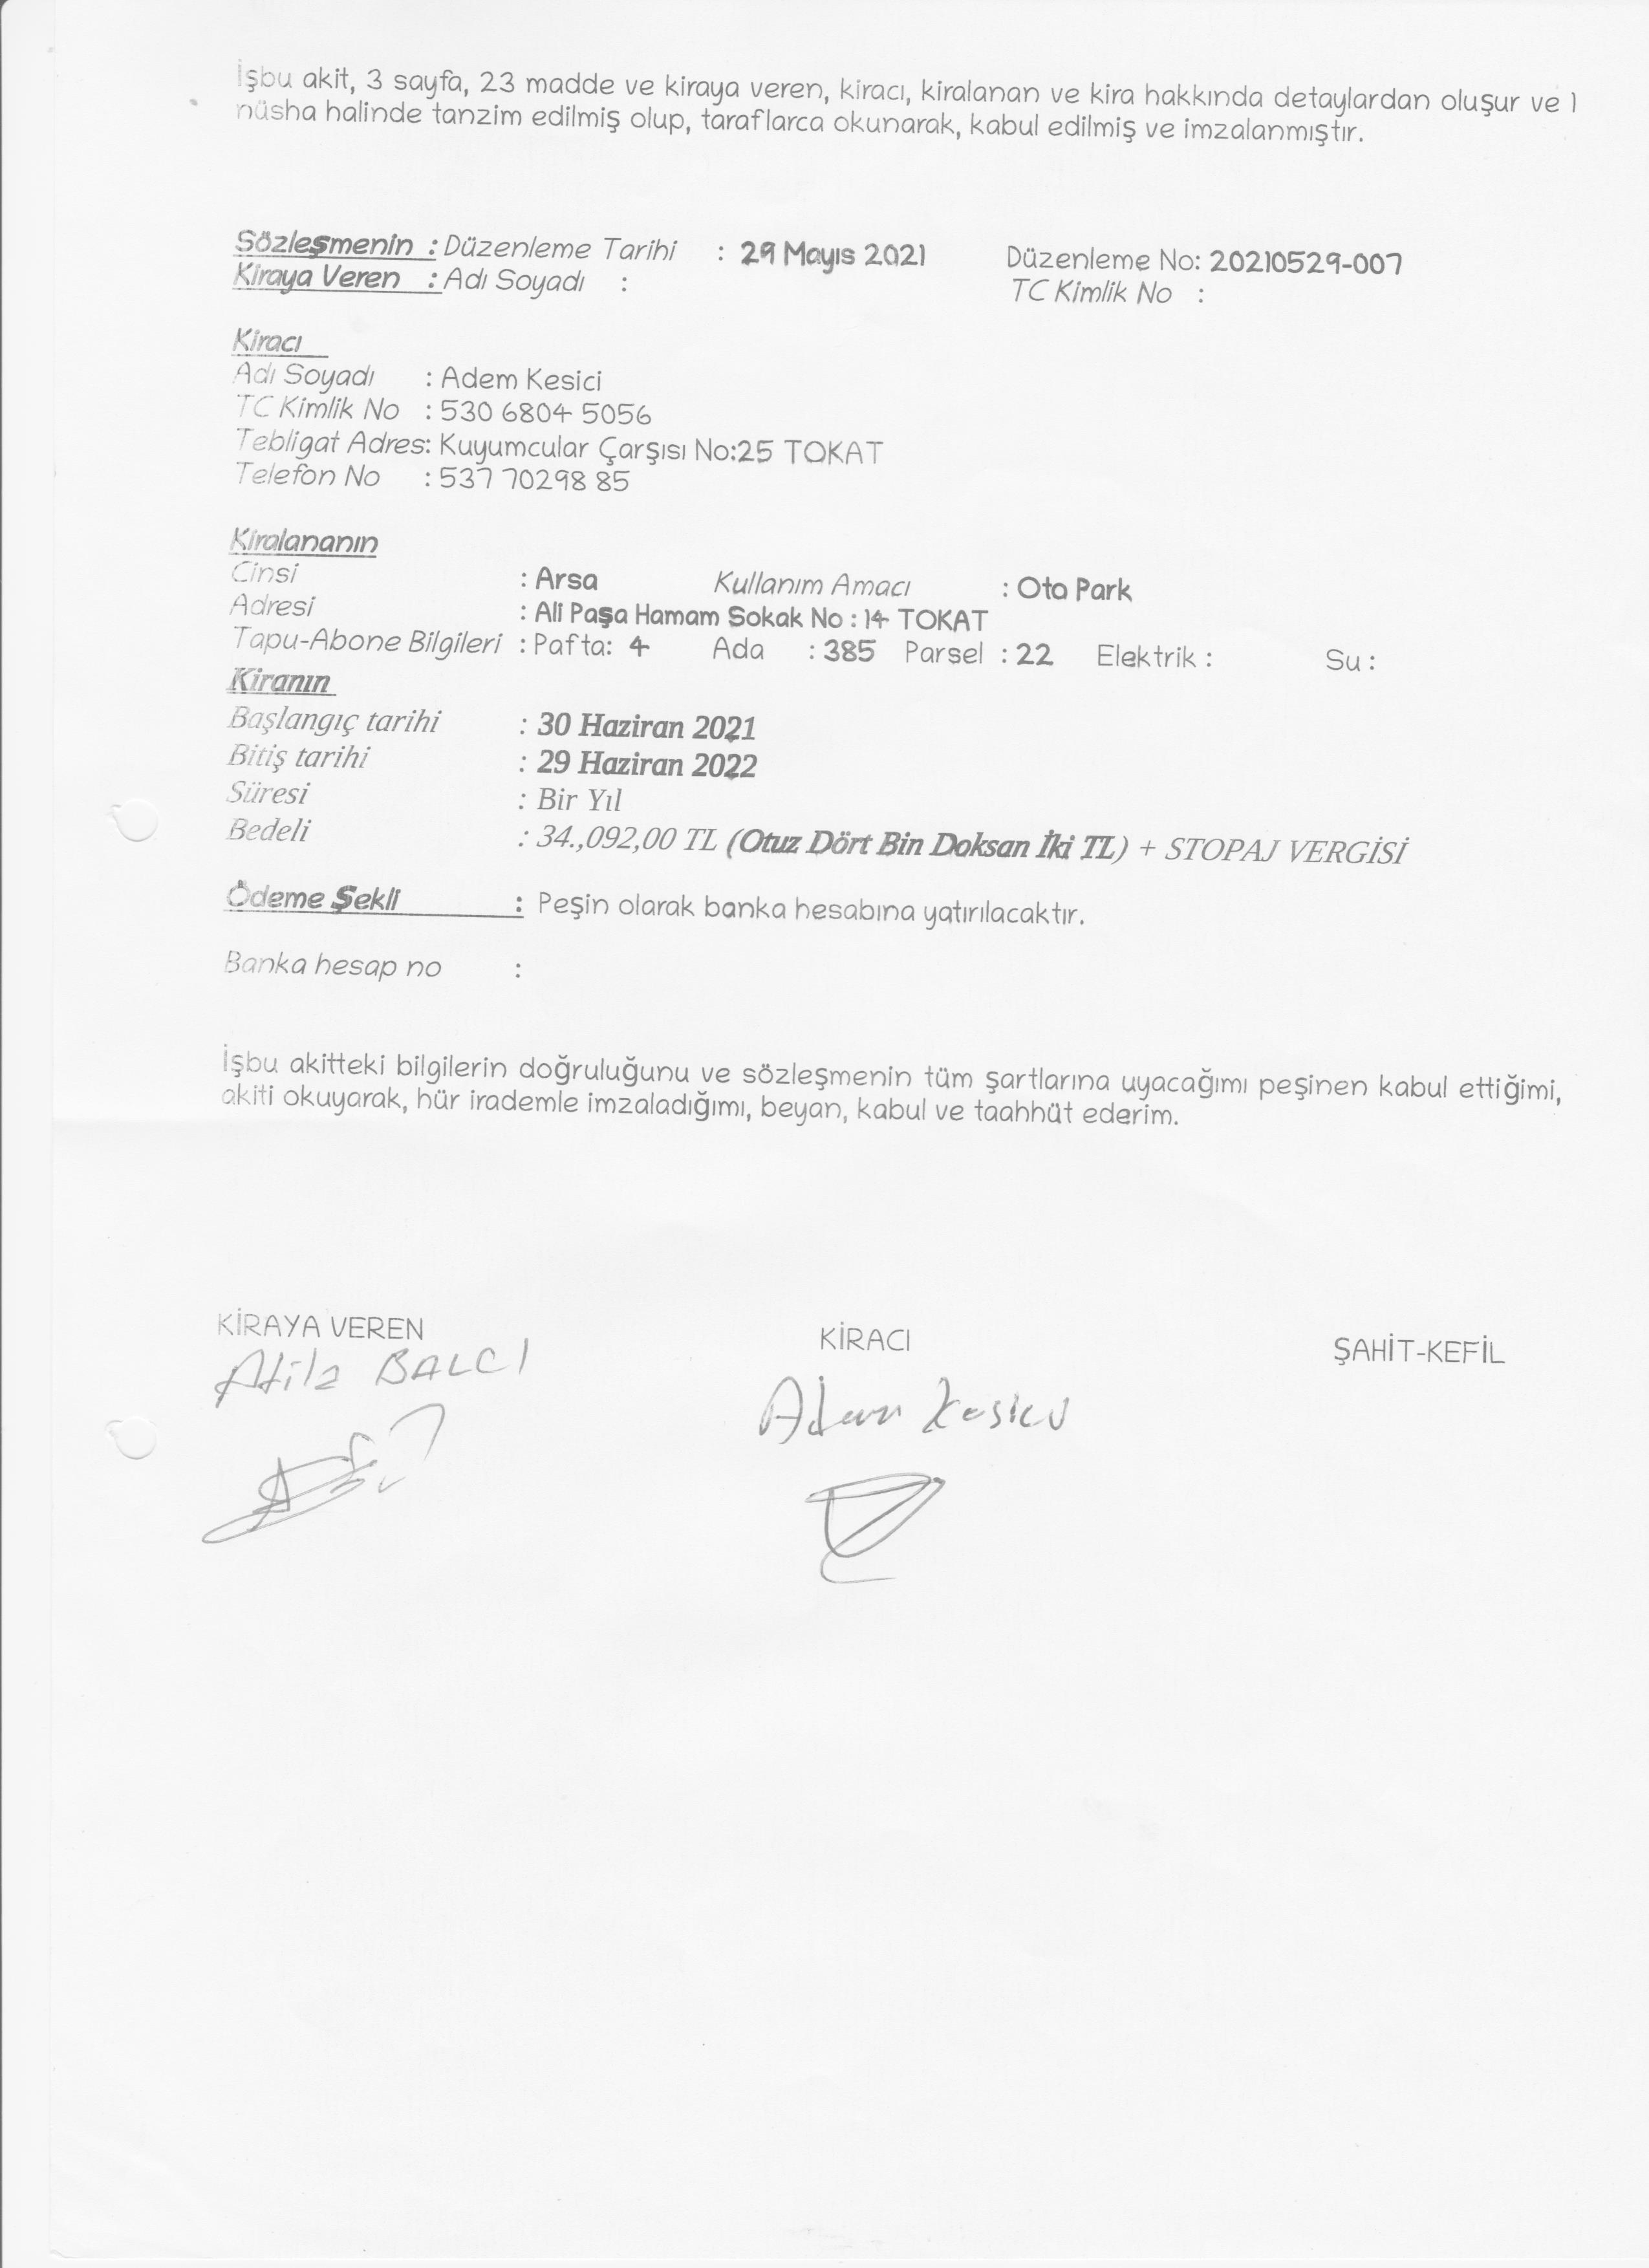 İşbu akit, 3 sayfa, 23 madde ve kiraya veren, kiracı, kiralanan ve kira hakkında detaylardan oluşur ve 1
nüsha halinde tanzim edilmiş olup, taraflarca okunarak, kabul edilmiş ve imzalanmıştır.
Sözleşmenin : Düzenleme Tarihi : 29 Mayıs 2021 Düzenleme No: 20210529-007
Kiraya Veren : Adı Soyadı : TC Kimlik No :
Kiracı
Adı Soyadı : Adem Kesici
TC Kimlik No : 530 6804 5056
Tebligat Adres: Kuyumcular Çarşısı No:25 TOKAT
Telefon No : 537 70298 85
Kiralananın
Cinsi : Arsa Kullanım Amacı : Oto Park
Adresi : Ali Paşa Hamam Sokak No : 14 TOKAT
Tapu-Abone Bilgileri : Pafta: 4 Ada : 385 Parsel : 22 Elektrik : Su :
Kiranın
Başlangıç tarihi : 30 Haziran 2021
Bitiş tarihi : 29 Haziran 2022
Süresi : Bir Yıl
Bedeli : 34.,092,00 TL (Otuz Dört Bin Doksan İki TL) + STOPAJ VERGİSİ
Ödeme Şekli : Peşin olarak banka hesabına yatırılacaktır.
Banka hesap no :
İşbu akitteki bilgilerin doğruluğunu ve sözleşmenin tüm şartlarına uyacağımı peşinen kabul ettiğimi,
akiti okuyarak, hür irademle imzaladığımı, beyan, kabul ve taahhüt ederim.
KİRAYA VEREN KİRACI ŞAHİT-KEFİL
Atila BALCI
Adem Kesici